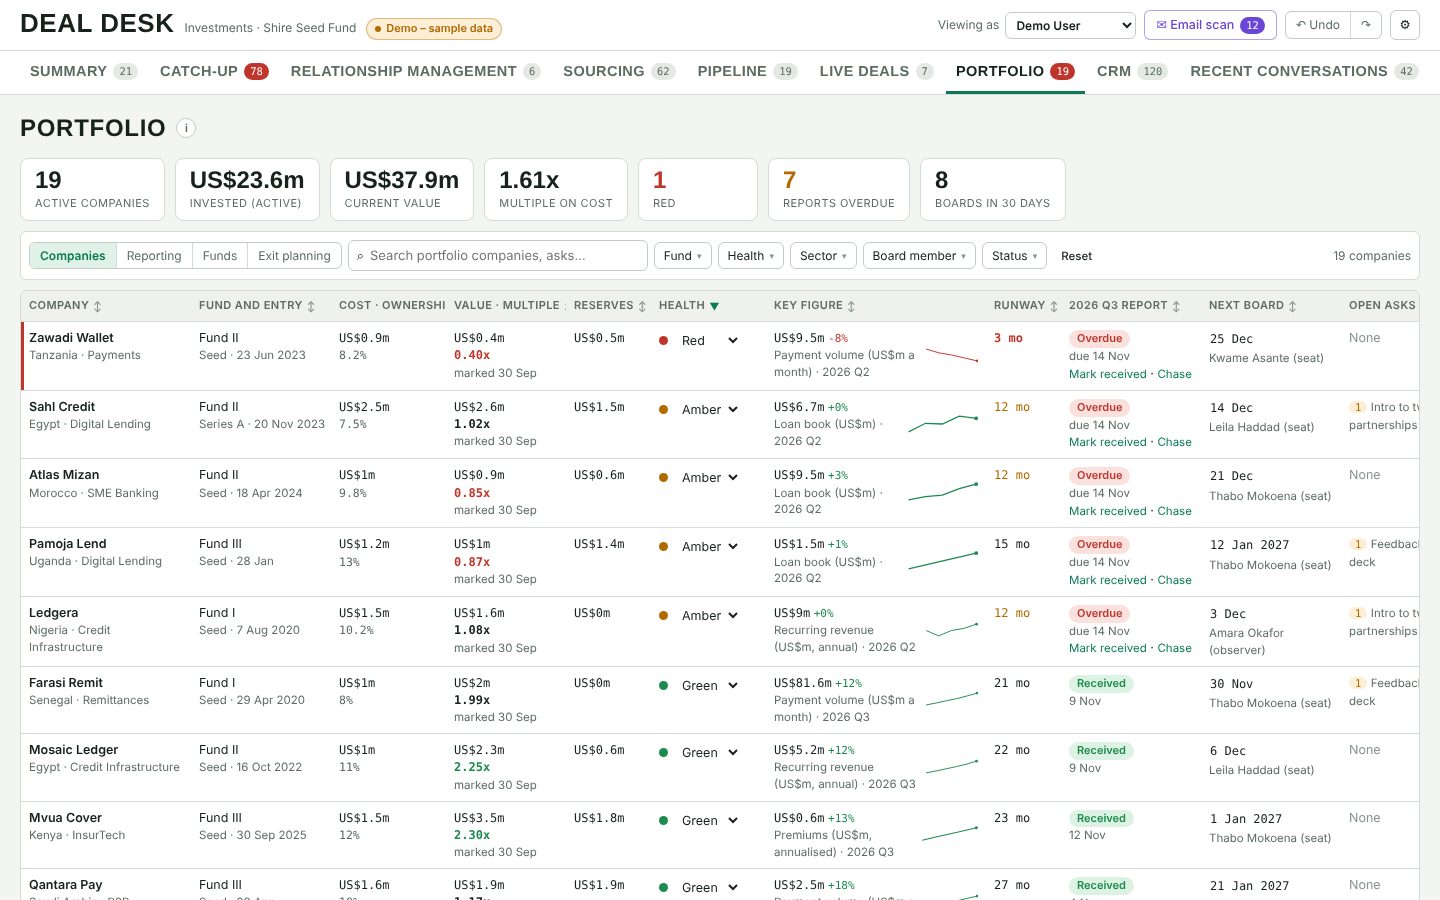 DEAL DESK Investments · Shire Seed Fund Demo – sample data Viewing as Demo User Email scan 12 Undo
SUMMARY 21 CATCH-UP 78 RELATIONSHIP MANAGEMENT 6 SOURCING 62 PIPELINE 19 LIVE DEALS 7 PORTFOLIO 19 CRM 120 RECENT CONVERSATIONS 42
PORTFOLIO i
19 US$23.6m US$37.9m 1.61x 1 7 8
ACTIVE COMPANIES INVESTED (ACTIVE) CURRENT VALUE MULTIPLE ON COST RED REPORTS OVERDUE BOARDS IN 30 DAYS
Companies Reporting Funds Exit planning Search portfolio companies, asks... Fund Health Sector Board member Status Reset 19 companies
COMPANY FUND AND ENTRY COST · OWNERSHI VALUE · MULTIPLE RESERVES HEALTH KEY FIGURE RUNWAY 2026 Q3 REPORT NEXT BOARD OPEN ASKS
Zawadi Wallet Fund II US$0.9m US$0.4m US$0.5m Red US$9.5m -8% 3 mo Overdue 25 Dec None
Tanzania · Payments Seed · 23 Jun 2023 8.2% 0.40x Payment volume (US$m a due 14 Nov Kwame Asante (seat)
marked 30 Sep month) · 2026 Q2 Mark received · Chase
Sahl Credit Fund II US$2.5m US$2.6m US$1.5m Amber US$6.7m +0% 12 mo Overdue 14 Dec 1 Intro to
Egypt · Digital Lending Series A · 20 Nov 2023 7.5% 1.02x Loan book (US$m) · due 14 Nov Leila Haddad (seat) partnerships
marked 30 Sep 2026 Q2 Mark received · Chase
Atlas Mizan Fund II US$1m US$0.9m US$0.6m Amber US$9.5m +3% 12 mo Overdue 21 Dec None
Morocco · SME Banking Seed · 18 Apr 2024 9.8% 0.85x Loan book (US$m) · due 14 Nov Thabo Mokoena (seat)
marked 30 Sep 2026 Q2 Mark received · Chase
Pamoja Lend Fund III US$1.2m US$1m US$1.4m Amber US$1.5m +1% 15 mo Overdue 12 Jan 2027 1 Feedbac
Uganda · Digital Lending Seed · 28 Jan 13% 0.87x Loan book (US$m) · due 14 Nov Thabo Mokoena (seat) deck
marked 30 Sep 2026 Q2 Mark received · Chase
Ledgera Fund I US$1.5m US$1.6m US$0m Amber US$9m +0% 12 mo Overdue 3 Dec 1 Intro to
Nigeria · Credit Seed · 7 Aug 2020 10.2% 1.08x Recurring revenue due 14 Nov Amara Okafor partnerships
Infrastructure marked 30 Sep (US$m, annual) · 2026 Q2 Mark received · Chase (observer)
Farasi Remit Fund I US$1m US$2m US$0m Green US$81.6m +12% 21 mo Received 30 Nov 1 Feedbac
Senegal · Remittances Seed · 29 Apr 2020 8% 1.99x Payment volume (US$m a 9 Nov Thabo Mokoena (seat) deck
marked 30 Sep month) · 2026 Q3
Mosaic Ledger Fund II US$1m US$2.3m US$0.6m Green US$5.2m +12% 22 mo Received 6 Dec None
Egypt · Credit Infrastructure Seed · 16 Oct 2022 11% 2.25x Recurring revenue 9 Nov Leila Haddad (seat)
marked 30 Sep (US$m, annual) · 2026 Q3
Mvua Cover Fund III US$1.5m US$3.5m US$1.8m Green US$0.6m +13% 23 mo Received 1 Jan 2027 None
Kenya · InsurTech Seed · 30 Sep 2025 12% 2.30x Premiums (US$m, 12 Nov Thabo Mokoena (seat)
marked 30 Sep annualised) · 2026 Q3
Qantara Pay Fund III US$1.6m US$1.9m US$1.9m Green US$2.5m +18% 27 mo Received 21 Jan 2027 None